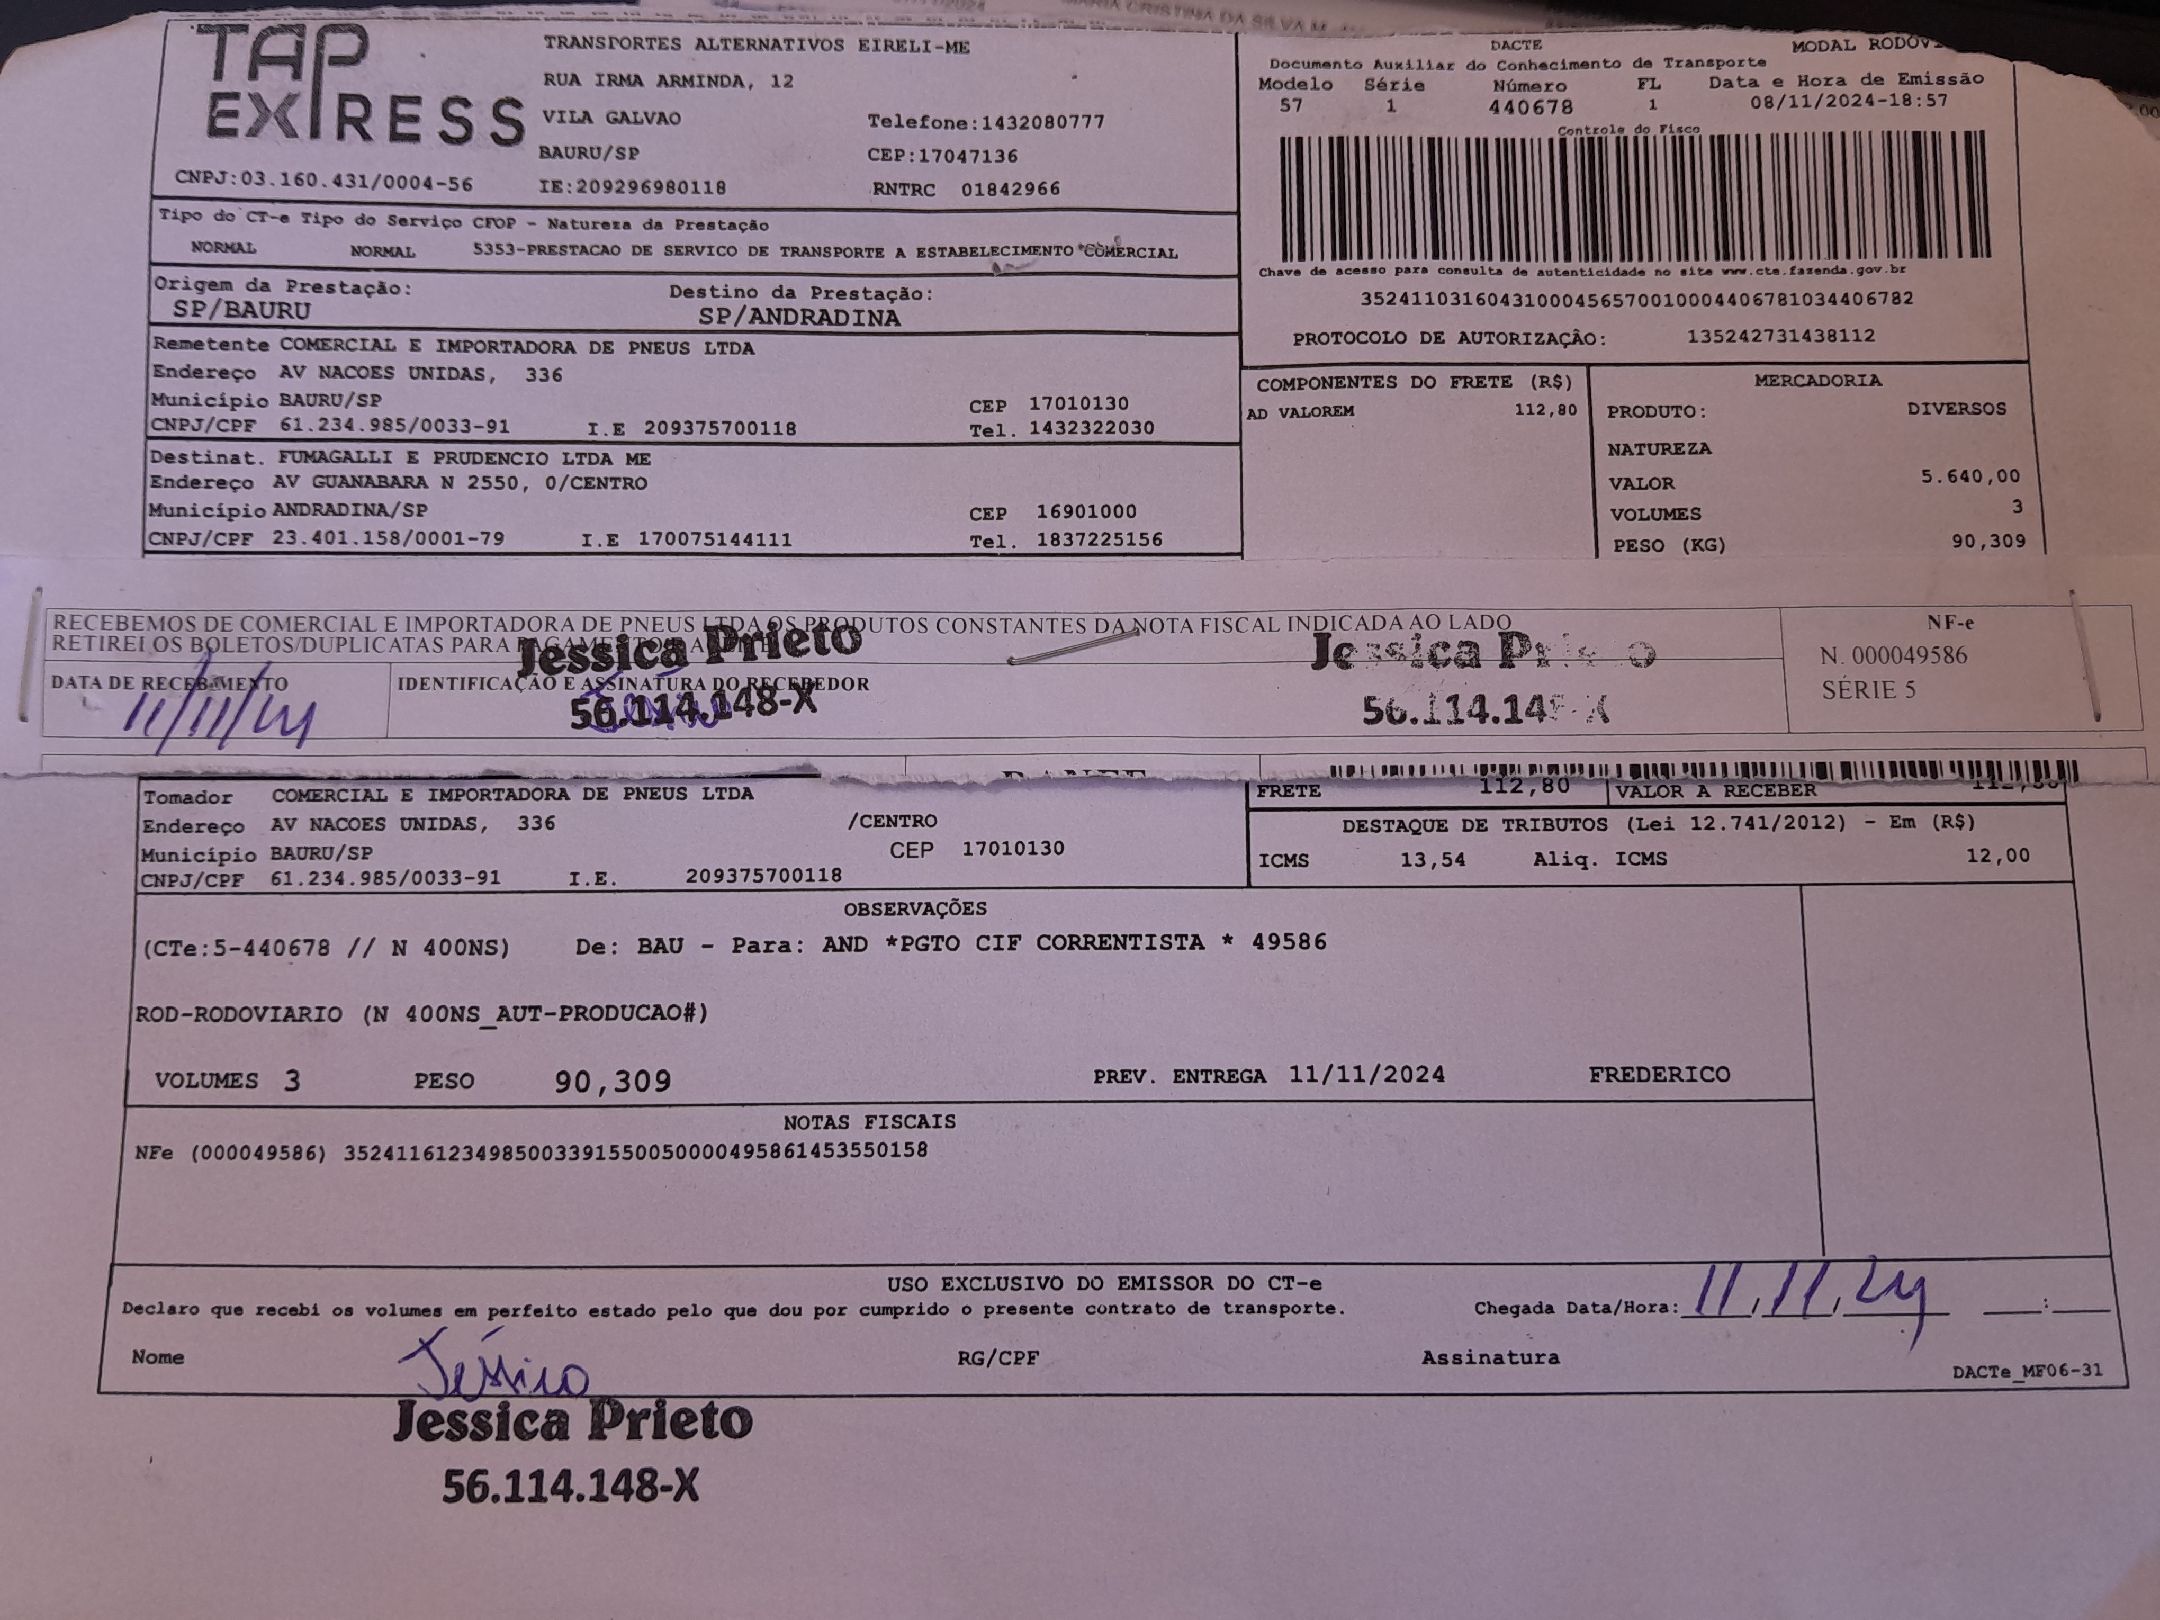 TAP EXPRESS
TRANSPORTES ALTERNATIVOS EIRELI-ME
RUA IRMA ARMINDA, 12
VILA GALVAO Telefone:1432080777
BAURU/SP CEP:17047136
CNPJ:03.160.431/0004-56 IE:209296980118 RNTRC 01842966
DACTE MODAL
Documento Auxiliar do Conhecimento de Transporte
Modelo Série Número FL Data e Hora de Emissão
57 1 440678 1 08/11/2024-18:57
Controle do Fisco
Chave de acesso para consulta de autenticidade no site www.cte.fazenda.gov.br
35241103160431000456570010004406781034406782
PROTOCOLO DE AUTORIZAÇÃO: 135242731438112
Tipo do CT-e Tipo do Serviço CFOP - Natureza da Prestação
NORMAL NORMAL 5353-PRESTACAO DE SERVICO DE TRANSPORTE A ESTABELECIMENTO COMERCIAL
Origem da Prestação: Destino da Prestação:
SP/BAURU SP/ANDRADINA
Remetente COMERCIAL E IMPORTADORA DE PNEUS LTDA
Endereço AV NACOES UNIDAS, 336
Município BAURU/SP CEP 17010130
CNPJ/CPF 61.234.985/0033-91 I.E 209375700118 Tel. 1432322030
Destinat. FUMAGALLI E PRUDENCIO LTDA ME
Endereço AV GUANABARA N 2550, 0/CENTRO
Município ANDRADINA/SP CEP 16901000
CNPJ/CPF 23.401.158/0001-79 I.E 170075144111 Tel. 1837225156
COMPONENTES DO FRETE (R$)
AD VALOREM 112,80
MERCADORIA
PRODUTO: DIVERSOS
NATUREZA
VALOR 5.640,00
VOLUMES 3
PESO (KG) 90,309
RECEBEMOS DE COMERCIAL E IMPORTADORA DE PNEUS LTDA OS PRODUTOS CONSTANTES DA NOTA FISCAL INDICADA AO LADO
RETIREI OS BOLETOS/DUPLICATAS PARA
DATA DE RECEBIMENTO IDENTIFICAÇÃO E ASSINATURA DO RECEBEDOR
11/11/24
Jessica Prieto
56.114.148-X
Jessica Prieto
56.114.148-X
NF-e
N. 000049586
SÉRIE 5
DANFE
Tomador COMERCIAL E IMPORTADORA DE PNEUS LTDA
Endereço AV NACOES UNIDAS, 336 /CENTRO
Município BAURU/SP CEP 17010130
CNPJ/CPF 61.234.985/0033-91 I.E. 209375700118
FRETE 112,80 VALOR A RECEBER 112,80
DESTAQUE DE TRIBUTOS (Lei 12.741/2012) - Em (R$)
ICMS 13,54 Aliq. ICMS 12,00
OBSERVAÇÕES
(CTe:5-440678 // N 400NS) De: BAU - Para: AND *PGTO CIF CORRENTISTA * 49586
ROD-RODOVIARIO (N 400NS_AUT-PRODUCAO#)
VOLUMES 3 PESO 90,309 PREV. ENTREGA 11/11/2024 FREDERICO
NOTAS FISCAIS
NFe (000049586) 35241161234985003391550050000495861453550158
USO EXCLUSIVO DO EMISSOR DO CT-e
Declaro que recebi os volumes em perfeito estado pelo que dou por cumprido o presente contrato de transporte. Chegada Data/Hora: 11/11/24 __:__
Nome Jéssica RG/CPF Assinatura DACTe_MF06-31
Jessica Prieto
56.114.148-X